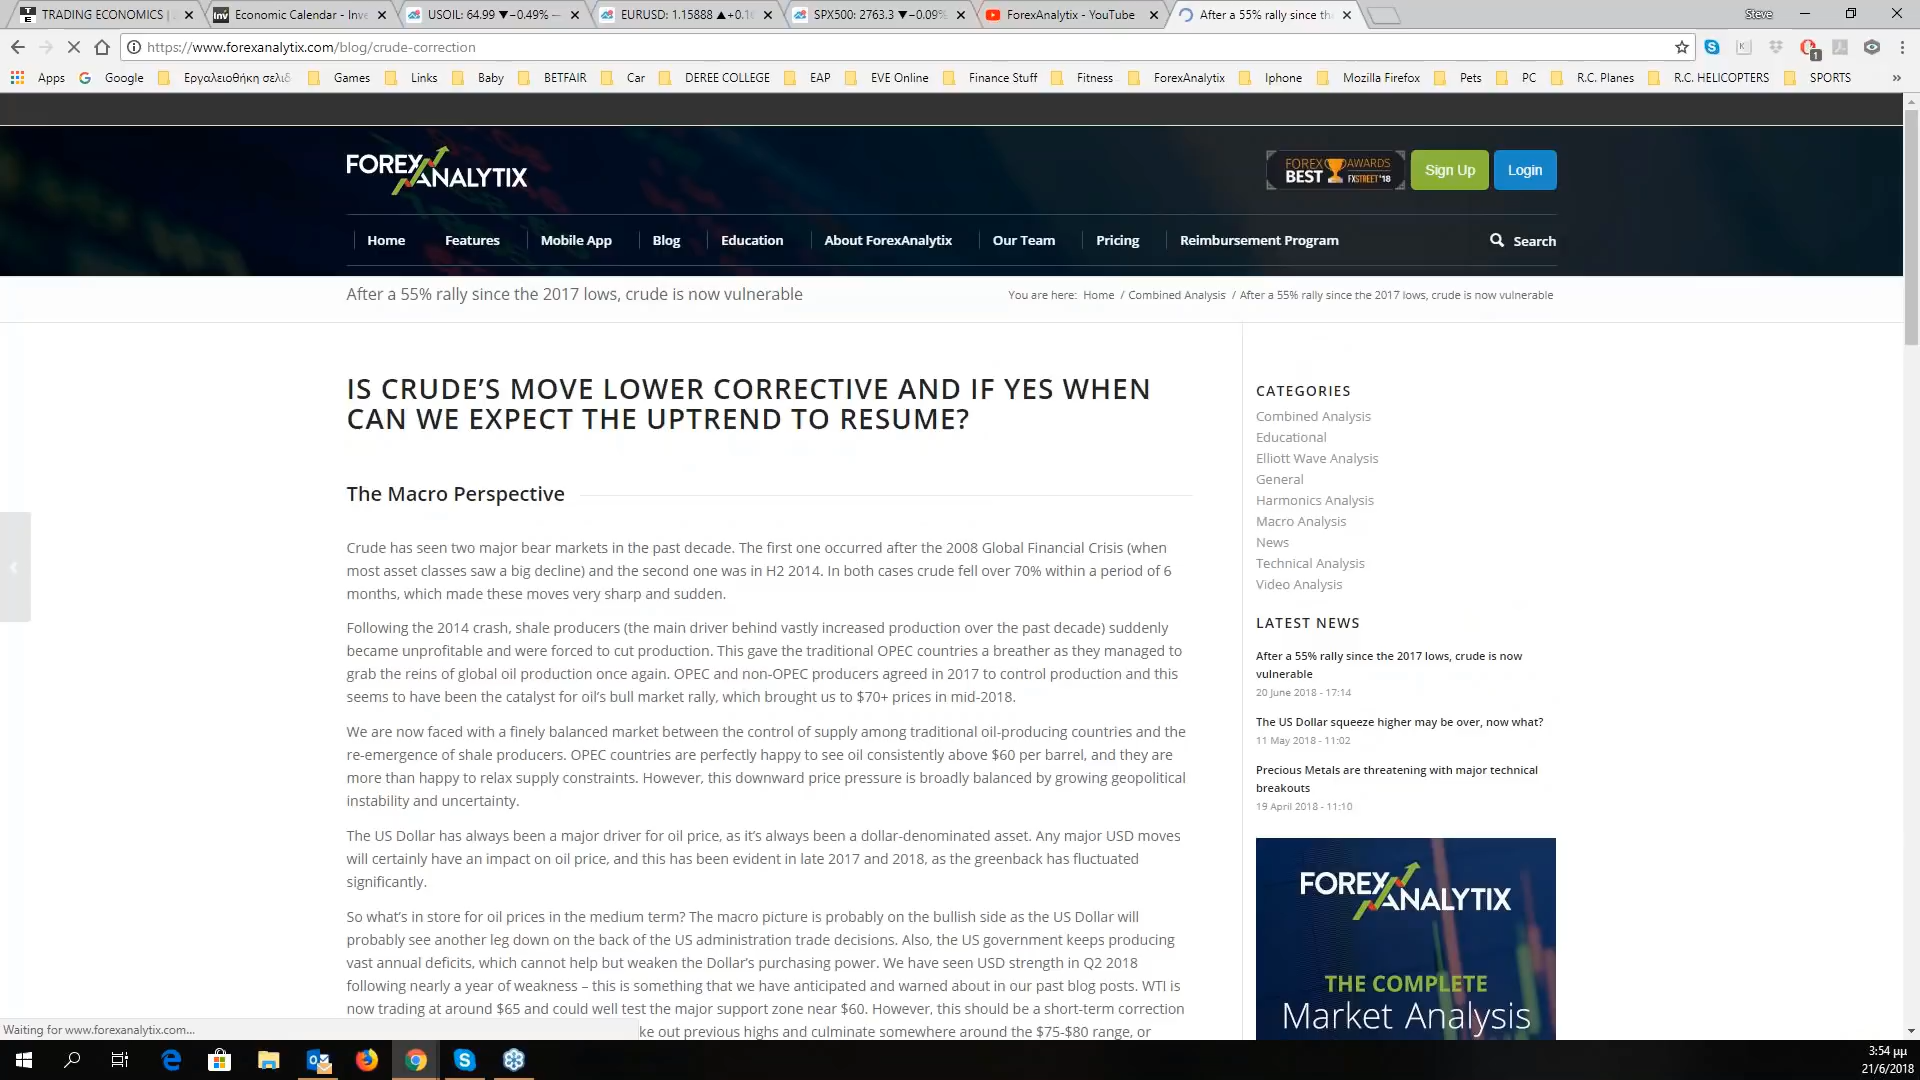 TRADING ECONOMICS |
Economic Calendar - Inve
USOIL: 64.99 ▼−0.49% —
EURUSD: 1.15888 ▲+0.1
SPX500: 2763.3 ▼−0.09%
ForexAnalytix - YouTube
After a 55% rally since th
Steve
https://www.forexanalytix.com/blog/crude-correction
1
Apps
Google
Εργαλειοθήκη σελιδ
Games
Links
Baby
BETFAIR
Car
DEREE COLLEGE
EAP
EVE Online
Finance Stuff
Fitness
ForexAnalytix
Iphone
Mozilla Firefox
Pets
PC
R.C. Planes
R.C. HELICOPTERS
SPORTS
»
FOREX ANALYTIX
FOREX AWARDS
BEST FXSTREET '18
Sign Up
Login
Home
Features
Mobile App
Blog
Education
About ForexAnalytix
Our Team
Pricing
Reimbursement Program
Search
After a 55% rally since the 2017 lows, crude is now vulnerable
You are here: Home / Combined Analysis / After a 55% rally since the 2017 lows, crude is now vulnerable
IS CRUDE’S MOVE LOWER CORRECTIVE AND IF YES WHEN
CAN WE EXPECT THE UPTREND TO RESUME?
The Macro Perspective
Crude has seen two major bear markets in the past decade. The first one occurred after the 2008 Global Financial Crisis (when
most asset classes saw a big decline) and the second one was in H2 2014. In both cases crude fell over 70% within a period of 6
months, which made these moves very sharp and sudden.
Following the 2014 crash, shale producers (the main driver behind vastly increased production over the past decade) suddenly
became unprofitable and were forced to cut production. This gave the traditional OPEC countries a breather as they managed to
grab the reins of global oil production once again. OPEC and non-OPEC producers agreed in 2017 to control production and this
seems to have been the catalyst for oil’s bull market rally, which brought us to $70+ prices in mid-2018.
We are now faced with a finely balanced market between the control of supply among traditional oil-producing countries and the
re-emergence of shale producers. OPEC countries are perfectly happy to see oil consistently above $60 per barrel, and they are
more than happy to relax supply constraints. However, this downward price pressure is broadly balanced by growing geopolitical
instability and uncertainty.
The US Dollar has always been a major driver for oil price, as it’s always been a dollar-denominated asset. Any major USD moves
will certainly have an impact on oil price, and this has been evident in late 2017 and 2018, as the greenback has fluctuated
significantly.
So what’s in store for oil prices in the medium term? The macro picture is probably on the bullish side as the US Dollar will
probably see another leg down on the back of the US administration trade decisions. Also, the US government keeps producing
vast annual deficits, which cannot help but weaken the Dollar’s purchasing power. We have seen USD strength in Q2 2018
following nearly a year of weakness – this is something that we have anticipated and warned about in our past blog posts. WTI is
now trading at around $65 and could well test the major support zone near $60. However, this should be a short-term correction
ke out previous highs and culminate somewhere around the $75-$80 range, or
CATEGORIES
Combined Analysis
Educational
Elliott Wave Analysis
General
Harmonics Analysis
Macro Analysis
News
Technical Analysis
Video Analysis
LATEST NEWS
After a 55% rally since the 2017 lows, crude is now
vulnerable
20 June 2018 - 17:14
The US Dollar squeeze higher may be over, now what?
11 May 2018 - 11:02
Precious Metals are threatening with major technical
breakouts
19 April 2018 - 11:10
FOREX ANALYTIX
THE COMPLETE
Market Analysis
Waiting for www.forexanalytix.com...
3:54 μμ
21/6/2018